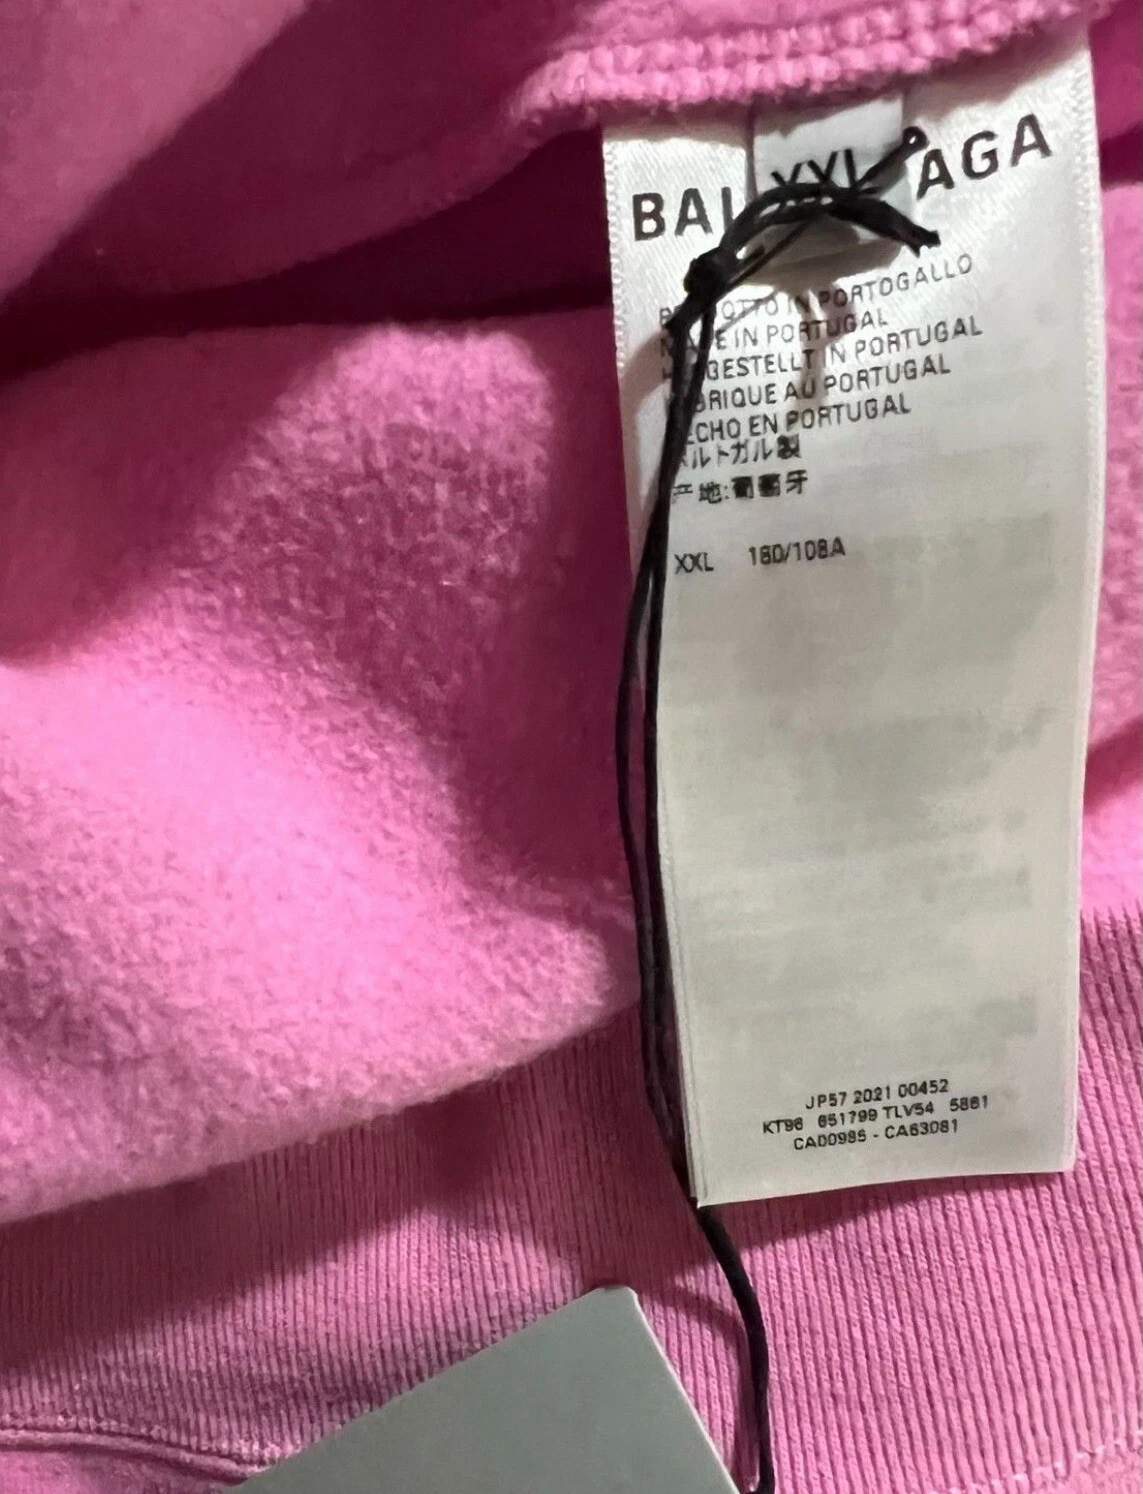 XXL
BAL AGA
OTTO IN PORTOGALLO
E IN PORTUGAL
GESTELLT IN PORTUGAL
BRIQUE AU PORTUGAL
ECHO EN PORTUGAL
ルトガル製
产地:葡萄牙
XXL 180/108A
JP57 2021 00452
KT96 651799 TLV54 5861
CA00985 - CA63081